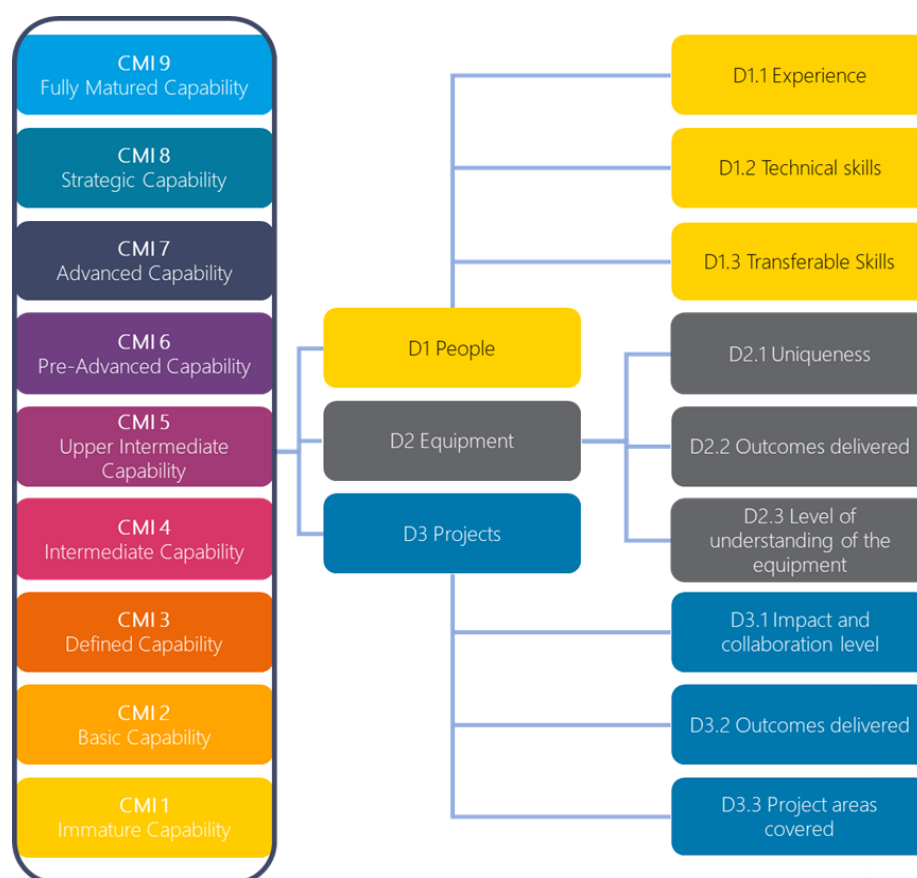 CMI 9
Fully Matured Capability
CMI 8
Strategic Capability
CMI 7
Advanced Capability
CMI 6
Pre-Advanced Capability
CMI 5
Upper Intermediate
Capability
CMI 4
Intermediate Capability
CMI 3
Defined Capability
CMI 2
Basic Capability
CMI 1
Immature Capability
D1 People
D2 Equipment
D3 Projects
D1.1 Experience
D1.2 Technical skills
D1.3 Transferable Skills
D2.1 Uniqueness
D2.2 Outcomes delivered
D2.3 Level of
understanding of the
equipment
D3.1 Impact and
collaboration level
D3.2 Outcomes delivered
D3.3 Project areas
covered